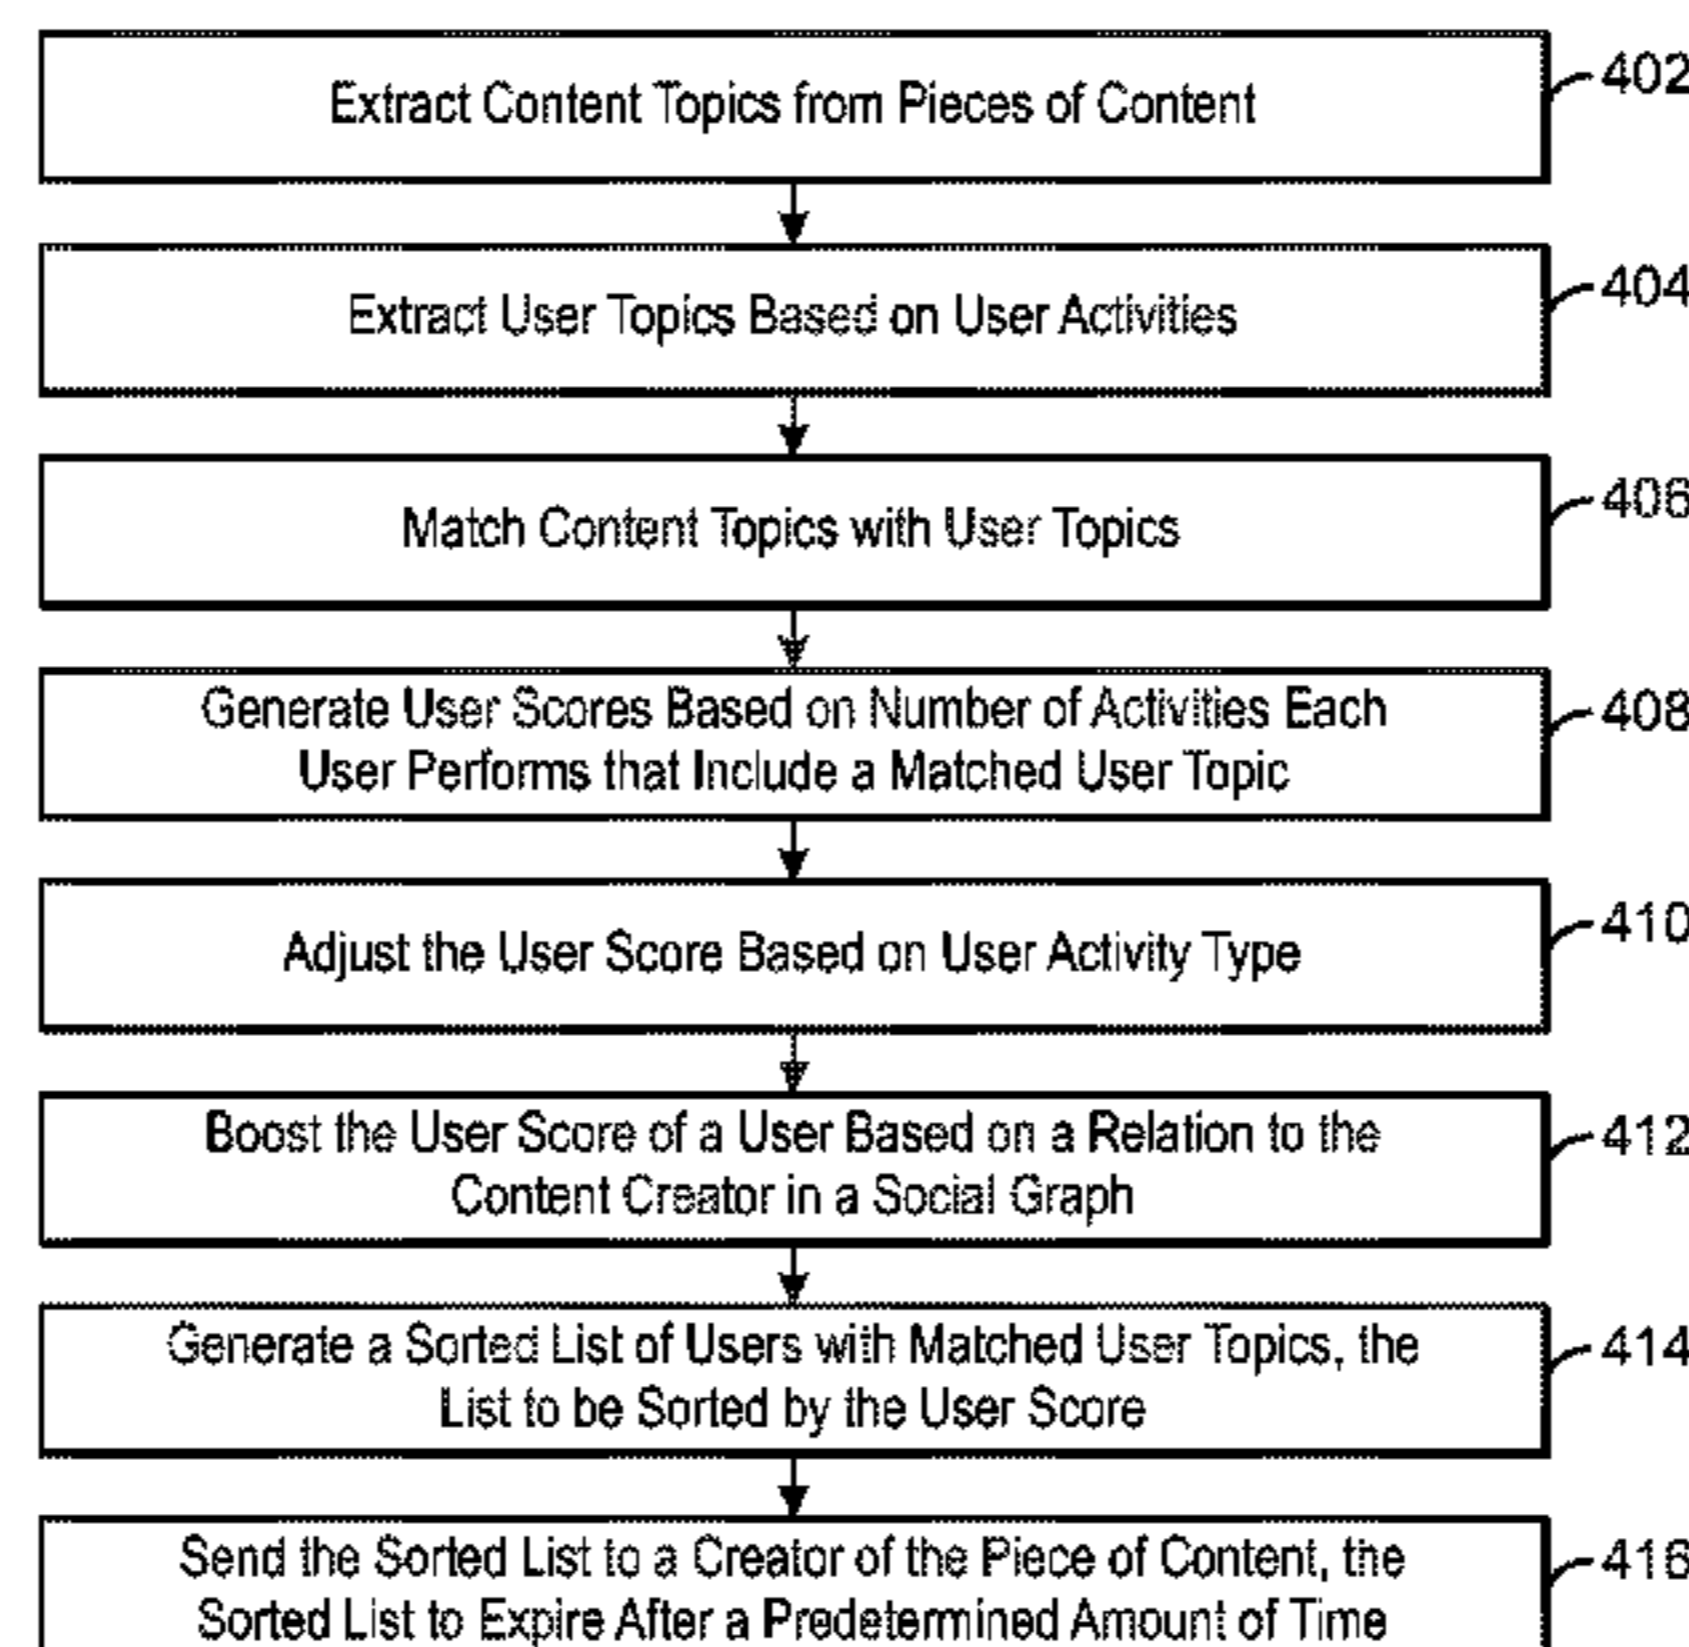 Extract Content Topics from Pieces of Content
402
Extract User Topics Based on User Activities
404
Match Content Topics with User Topics
406
Generate User Scores Based on Number of Activities Each
User Performs that Include a Matched User Topic
408
Adjust the User Score Based on User Activity Type
410
Boost the User Score of a User Based on a Relation to the
Content Creator in a Social Graph
412
Generate a Sorted List of Users with Matched User Topics, the
List to be Sorted by the User Score
414
Send the Sorted List to a Creator of the Piece of Content, the
Sorted List to Expire After a Predetermined Amount of Time
416